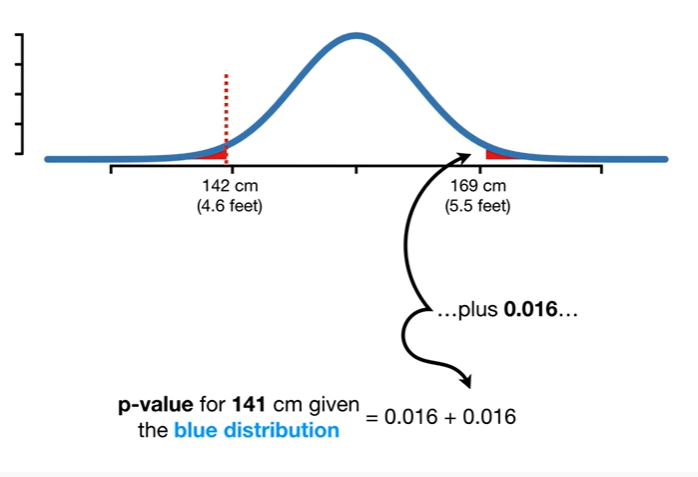 142 cm
(4.6 feet)
169 cm
(5.5 feet)
...plus 0.016...
p-value for 141 cm given
the blue distribution
= 0.016 + 0.016